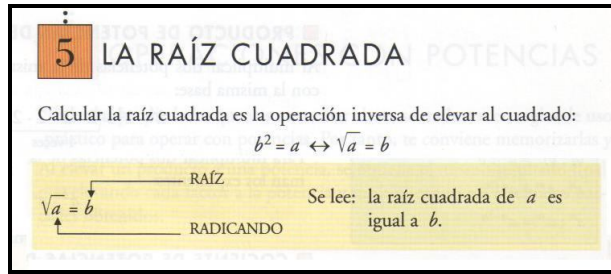 5 LA RAÍZ CUADRADA
Calcular la raíz cuadrada es la operación inversa de elevar al cuadrado:
b² = a ↔ √a = b
RAÍZ
√a = b
RADICANDO
Se lee: la raíz cuadrada de a es
igual a b.